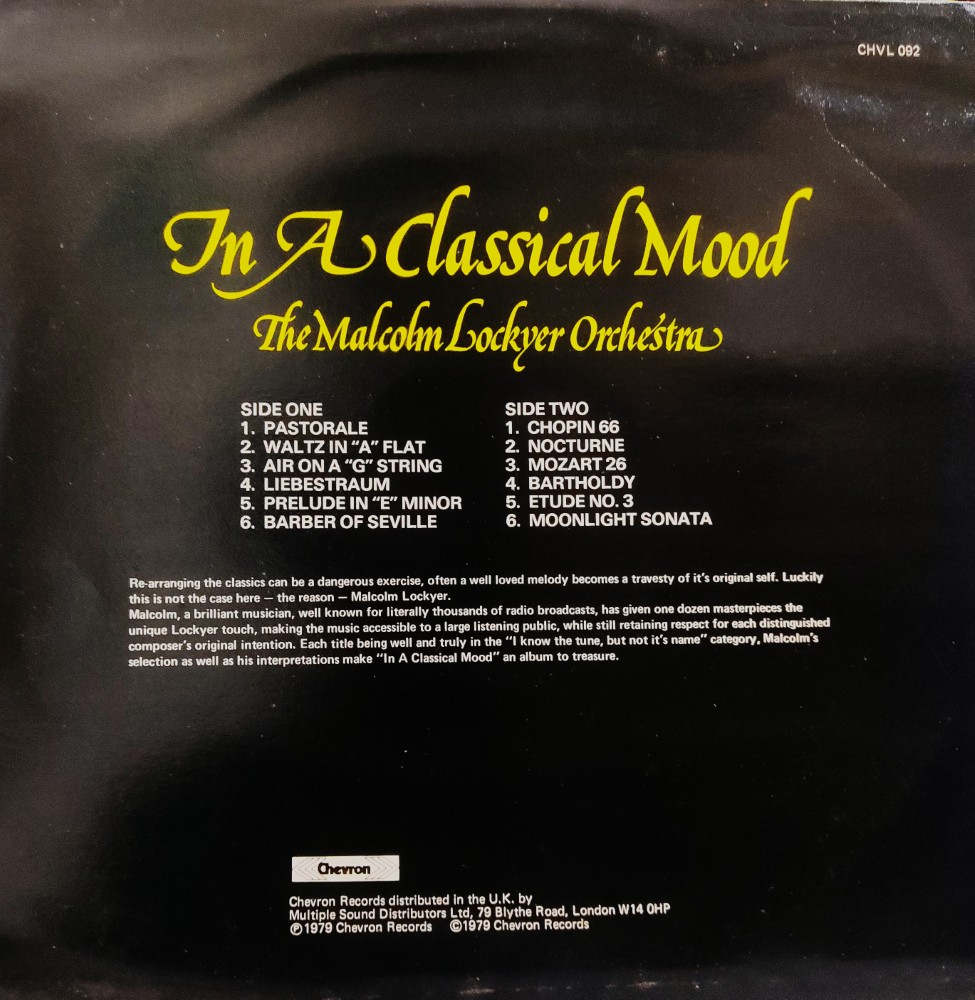 CHVL 092
In A Classical Mood
The Malcolm Lockyer Orchestra
SIDE ONE
1. PASTORALE
2. WALTZ IN "A" FLAT
3. AIR ON A "G" STRING
4. LIEBESTRAUM
5. PRELUDE IN "E" MINOR
6. BARBER OF SEVILLE
SIDE TWO
1. CHOPIN 66
2. NOCTURNE
3. MOZART 26
4. BARTHOLDY
5. ETUDE NO. 3
6. MOONLIGHT SONATA
Re-arranging the classics can be a dangerous exercise, often a well loved melody becomes a travesty of it's original self. Luckily
this is not the case here — the reason — Malcolm Lockyer.
Malcolm, a brilliant musician, well known for literally thousands of radio broadcasts, has given one dozen masterpieces the
unique Lockyer touch, making the music accessible to a large listening public, while still retaining respect for each distinguished
composer's original intention. Each title being well and truly in the "I know the tune, but not it's name" category, Malcolm's
selection as well as his interpretations make "In A Classical Mood" an album to treasure.
Chevron
Chevron Records distributed in the U.K. by
Multiple Sound Distributors Ltd, 79 Blythe Road, London W14 0HP
℗1979 Chevron Records ©1979 Chevron Records